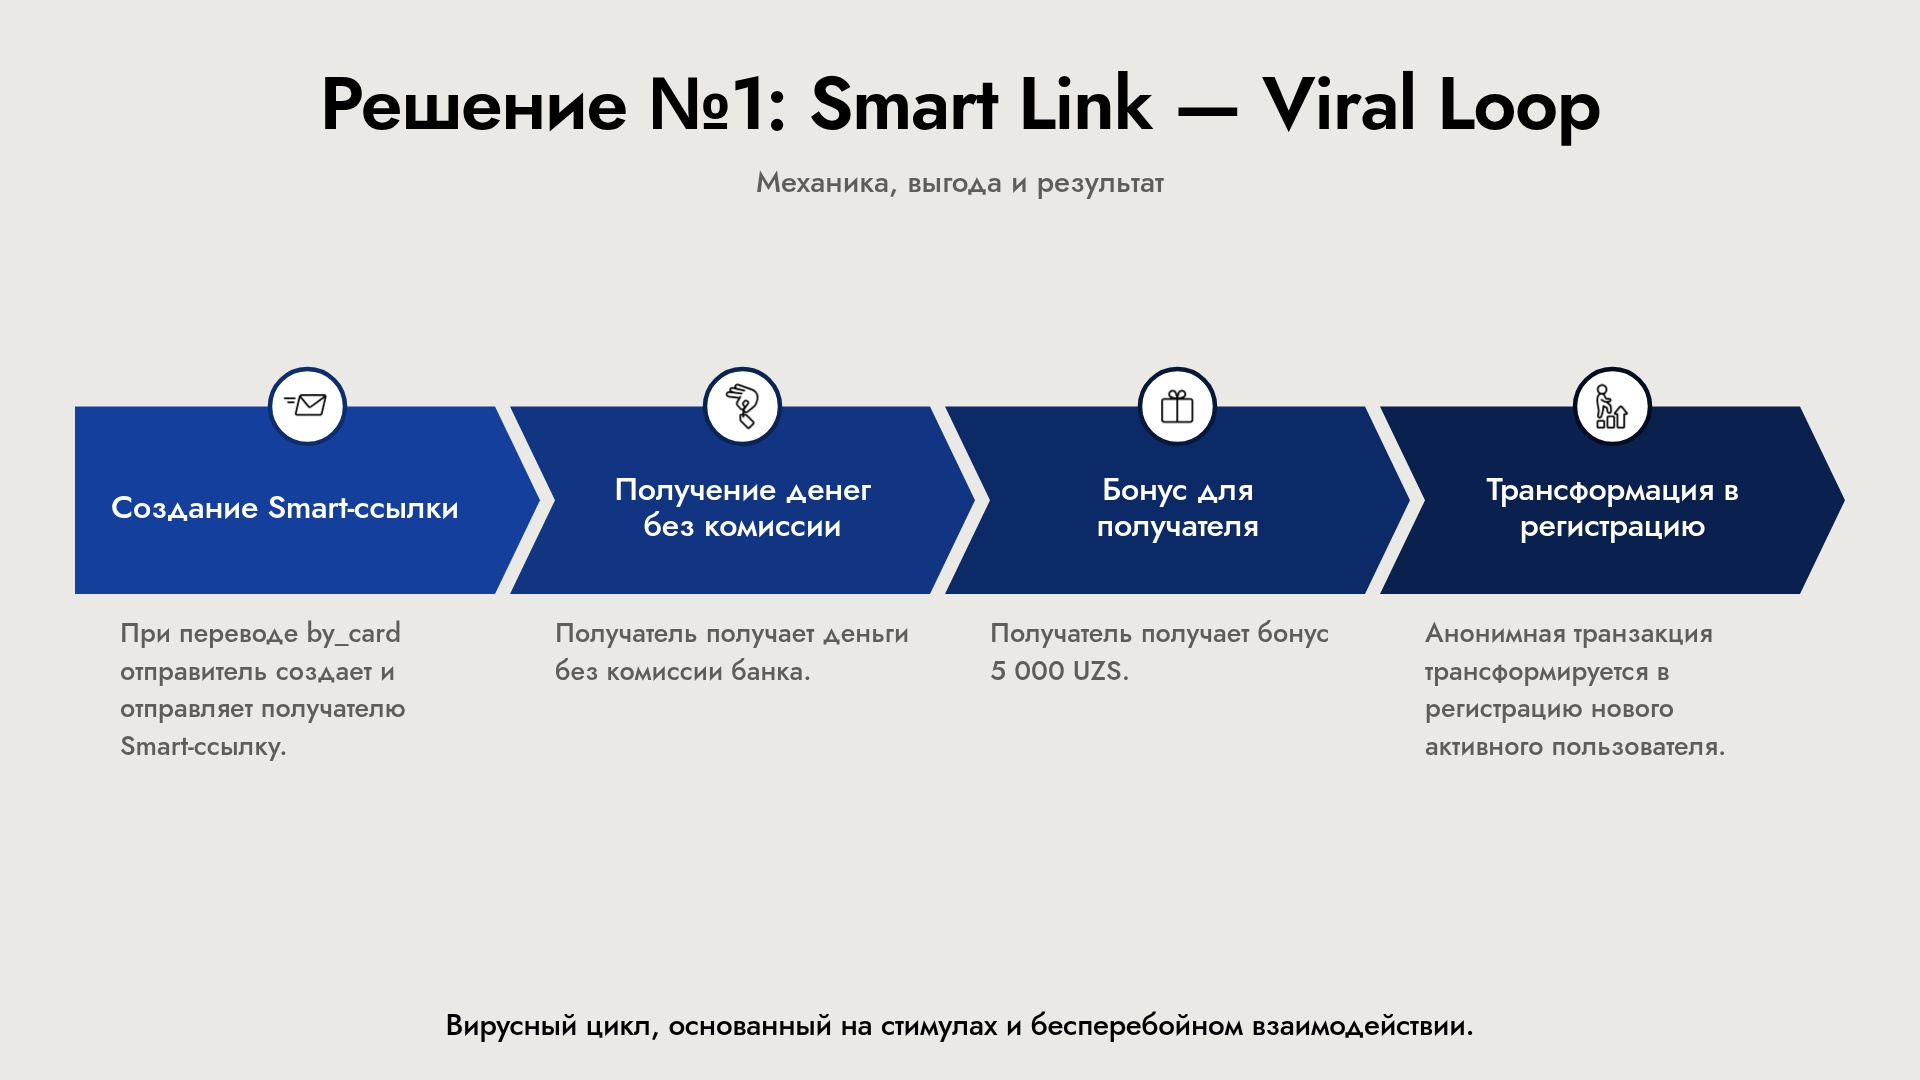 Решение №1: Smart Link — Viral Loop
Механика, выгода и результат
Создание Smart-ссылки
Получение денег
без комиссии
Бонус для
получателя
Трансформация в
регистрацию
При переводе by_card
отправитель создает и
отправляет получателю
Smart-ссылку.
Получатель получает деньги
без комиссии банка.
Получатель получает бонус
5 000 UZS.
Анонимная транзакция
трансформируется в
регистрацию нового
активного пользователя.
Вирусный цикл, основанный на стимулах и бесперебойном взаимодействии.